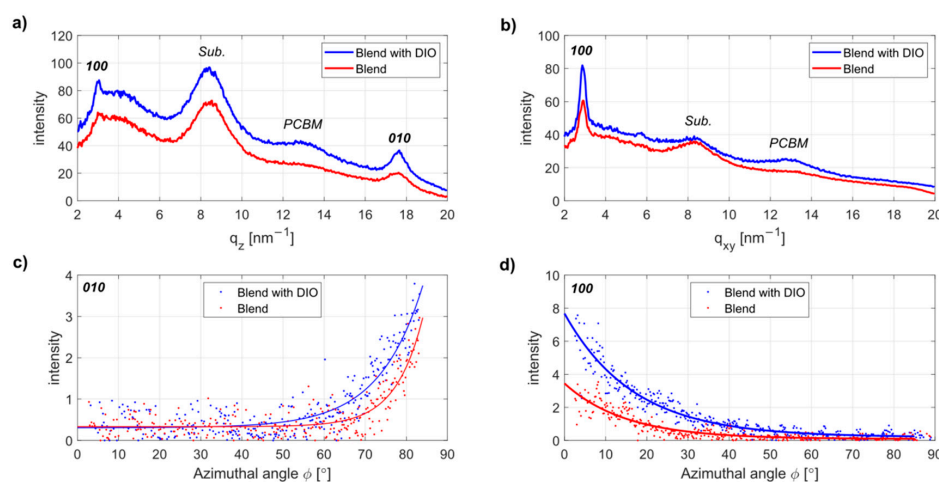 a)
120
100
80
60
40
20
0
intensity
100
Sub.
PCBM
010
Blend with DIO
Blend
2 4 6 8 10 12 14 16 18 20
q_z [nm⁻¹]
b)
100
80
60
40
20
0
intensity
100
Sub.
PCBM
Blend with DIO
Blend
2 4 6 8 10 12 14 16 18 20
q_xy [nm⁻¹]
c)
4
3
2
1
0
intensity
010
Blend with DIO
Blend
0 10 20 30 40 50 60 70 80 90
Azimuthal angle ϕ [°]
d)
10
8
6
4
2
0
intensity
100
Blend with DIO
Blend
0 10 20 30 40 50 60 70 80 90
Azimuthal angle ϕ [°]